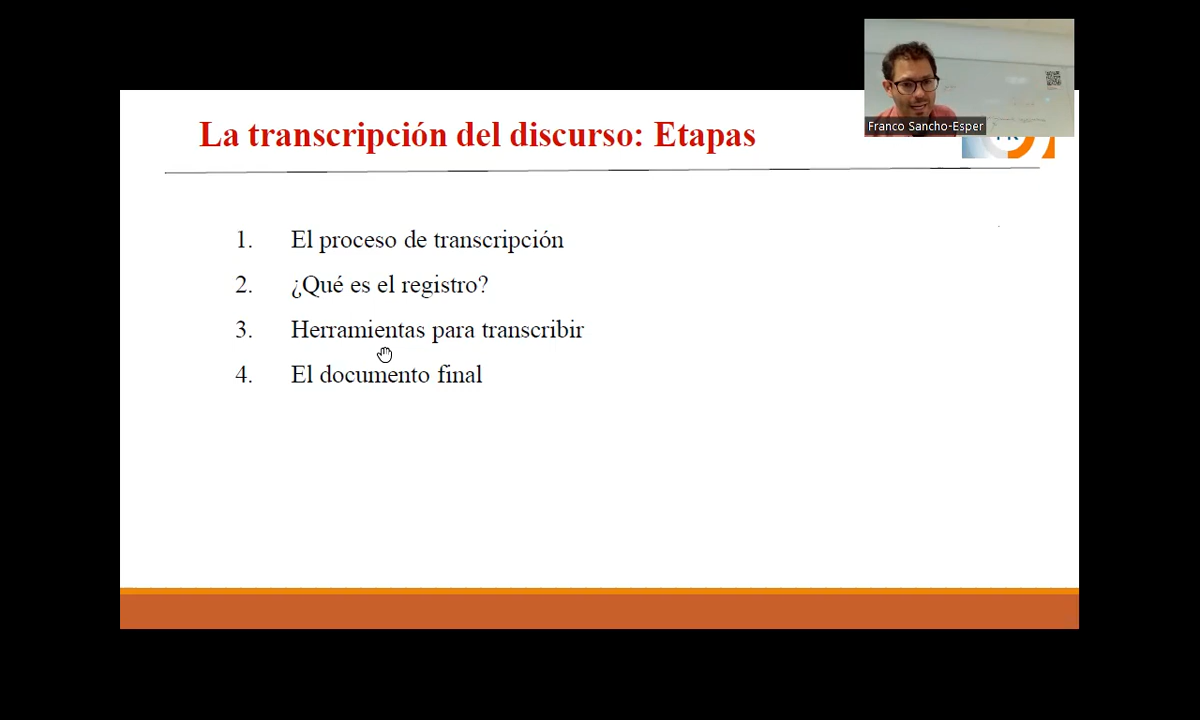 La transcripción del discurso: Etapas
Franco Sancho-Esper
1. El proceso de transcripción
2. ¿Qué es el registro?
3. Herramientas para transcribir
4. El documento final